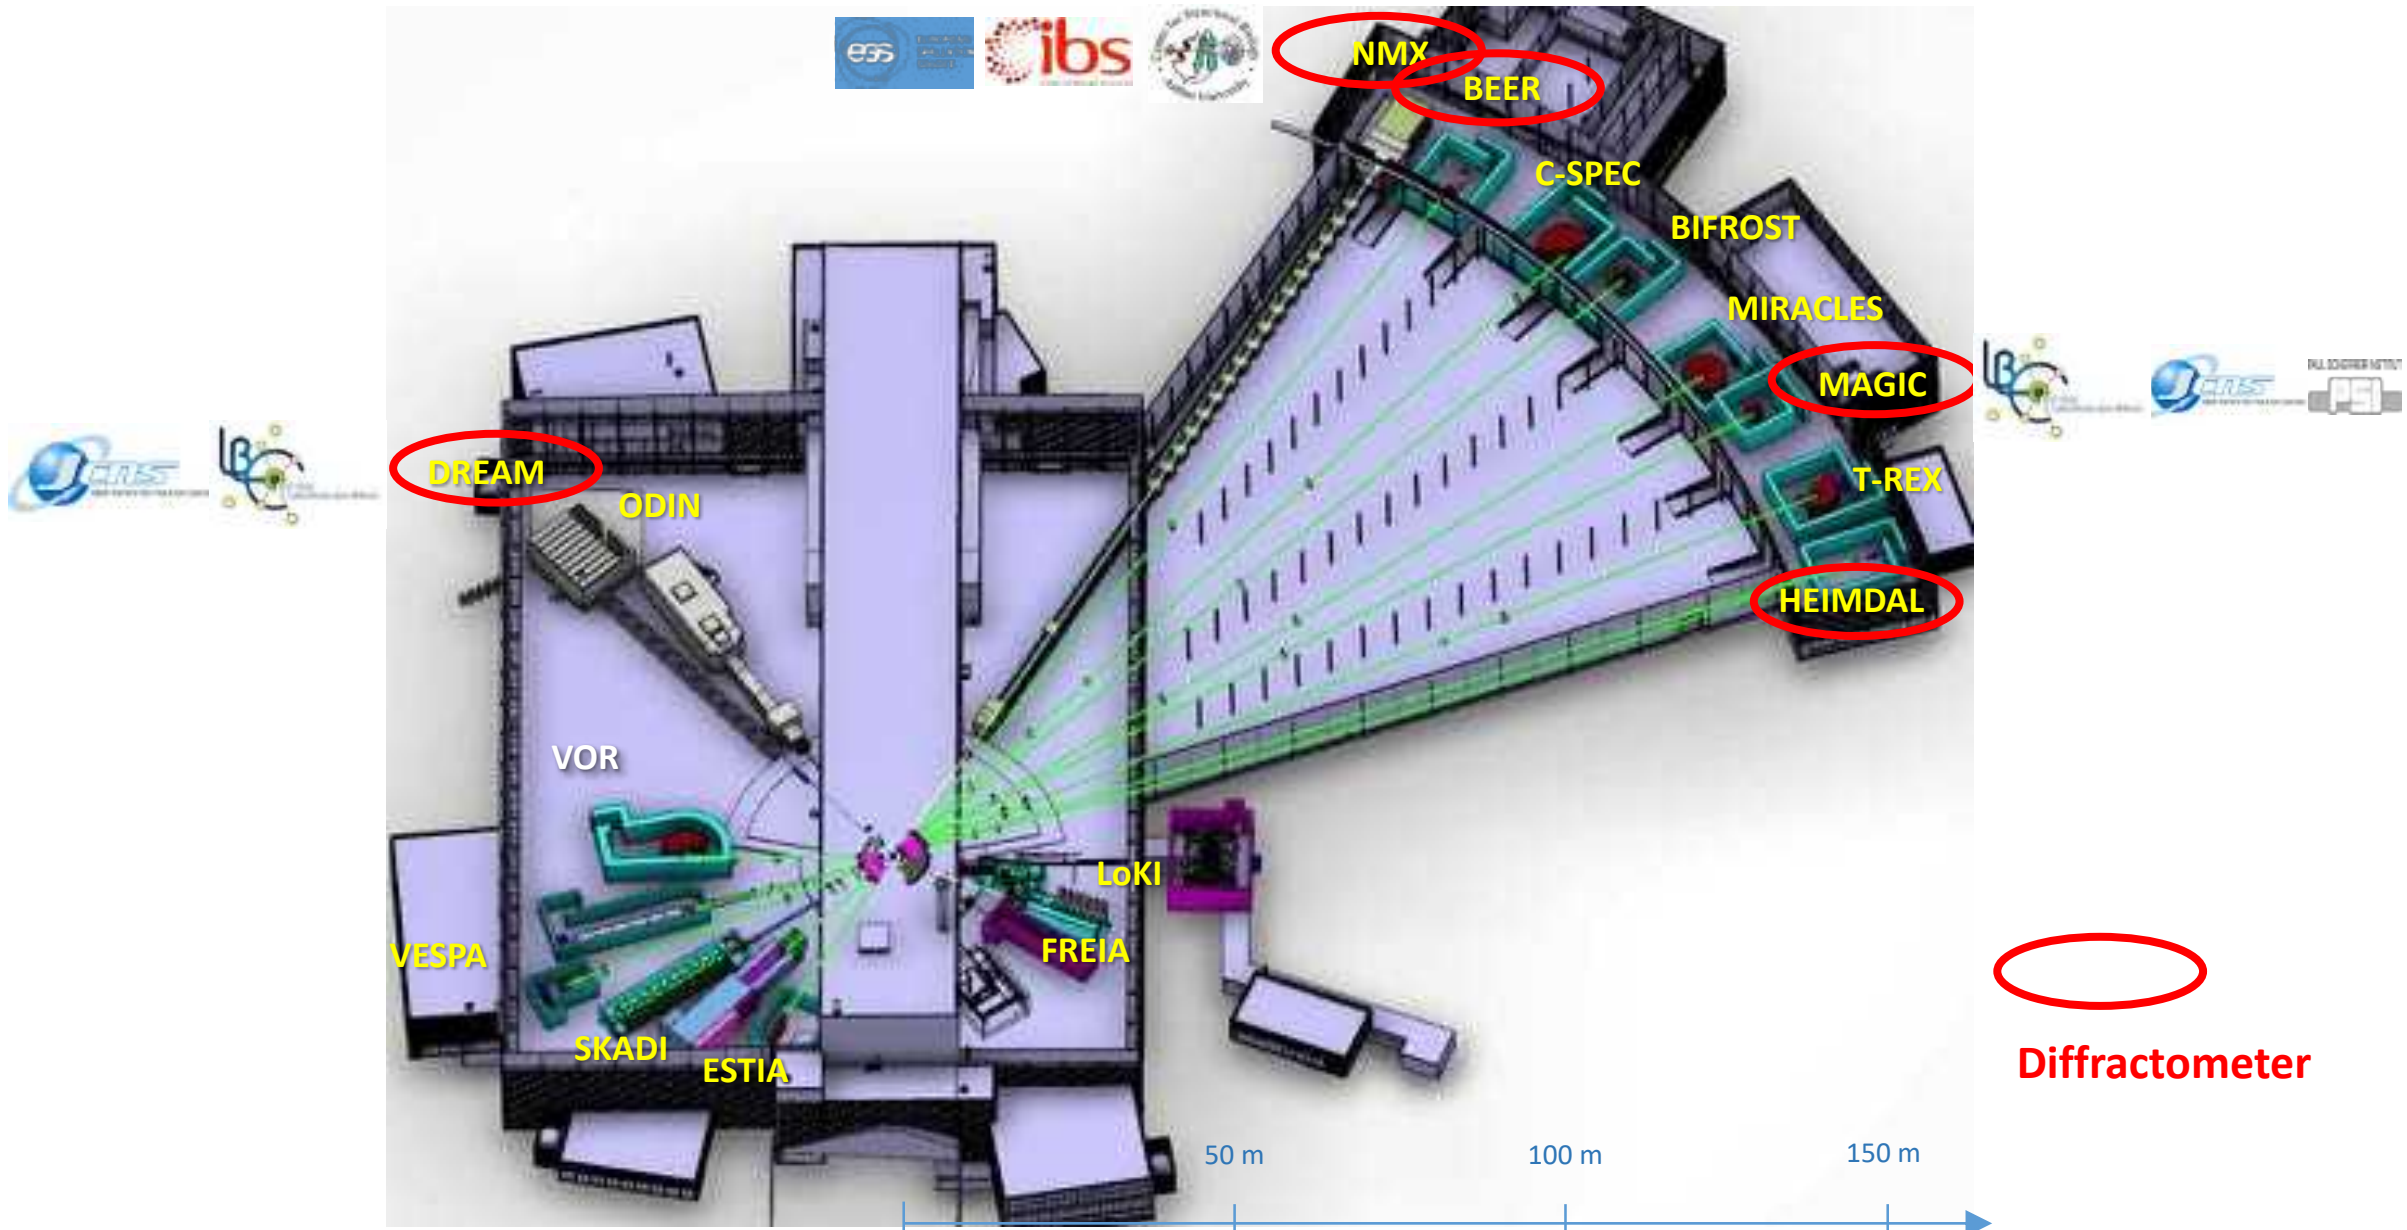 ess
ibs
NMX
BEER
C-SPEC
BIFROST
MIRACLES
MAGIC
DREAM
ODIN
T-REX
HEIMDAL
VOR
LoKI
FREIA
VESPA
SKADI
ESTIA
Diffractometer
50 m
100 m
150 m